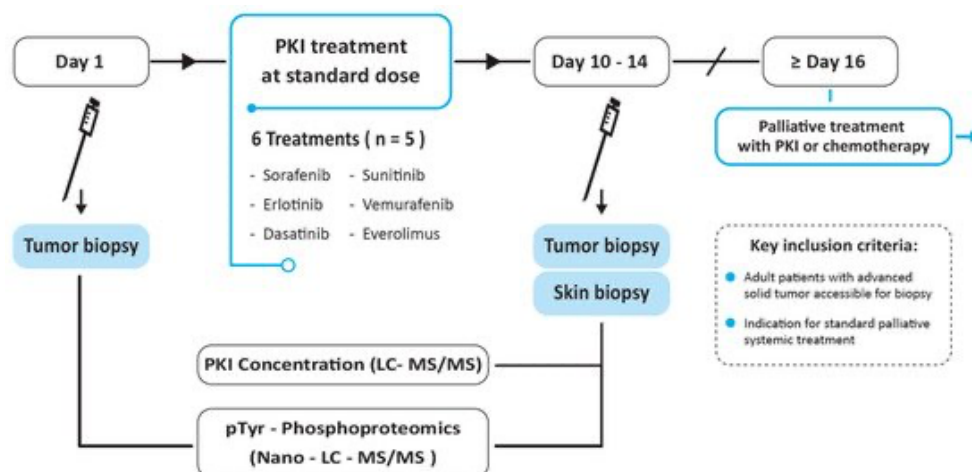 Day 1
PKI treatment
at standard dose
Day 10 - 14
≥ Day 16
6 Treatments ( n = 5 )
- Sorafenib - Sunitinib
- Erlotinib - Vemurafenib
- Dasatinib - Everolimus
Palliative treatment
with PKI or chemotherapy
Tumor biopsy
Tumor biopsy
Skin biopsy
Key inclusion criteria:
Adult patients with advanced
solid tumor accessible for biopsy
Indication for standard palliative
systemic treatment
PKI Concentration (LC- MS/MS)
pTyr - Phosphoproteomics
(Nano - LC - MS/MS )